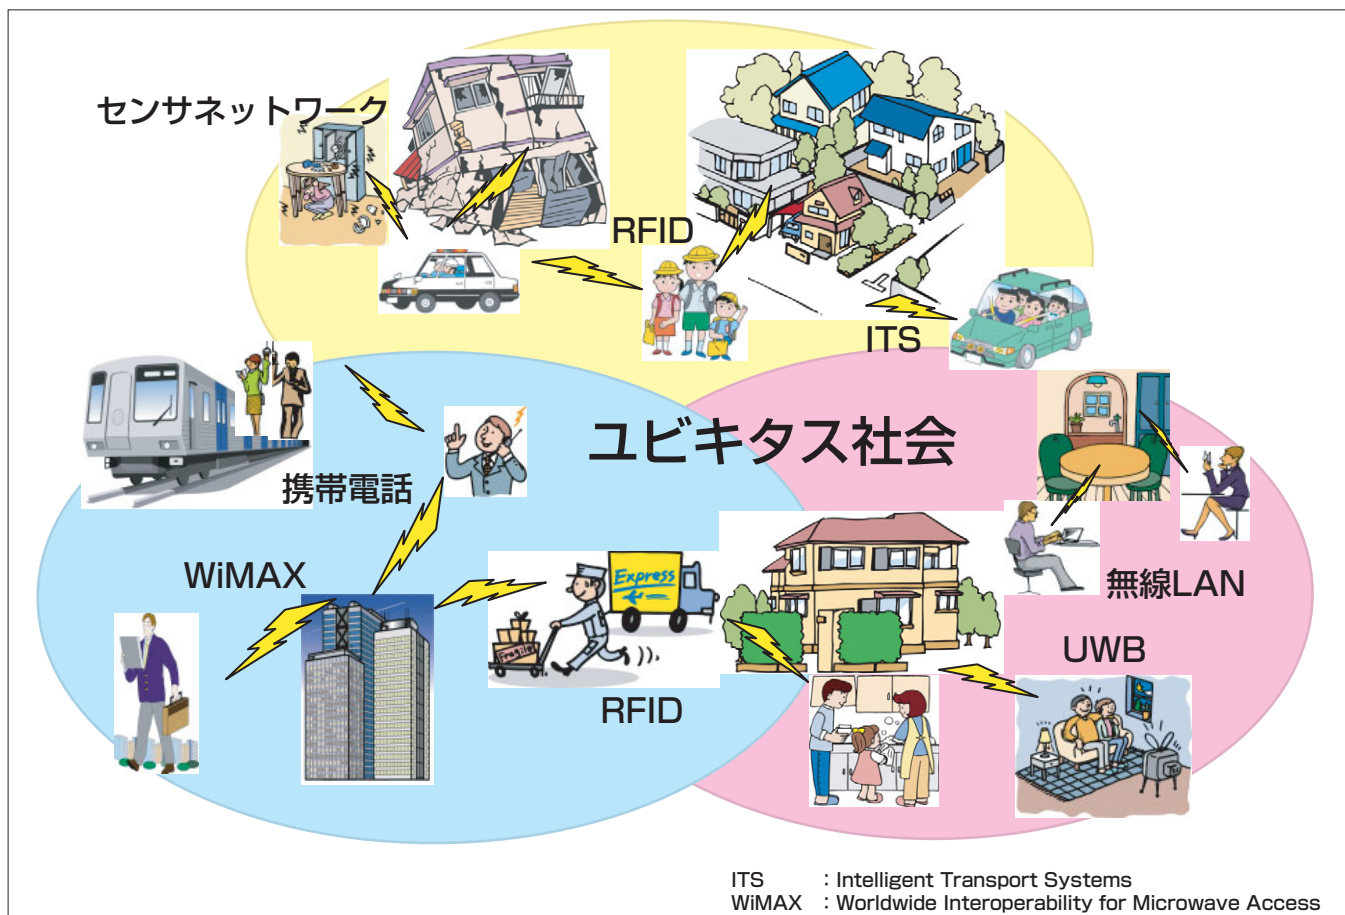 センサネットワーク
RFID
ITS
ユビキタス社会
携帯電話
WiMAX
Express
Fragile
RFID
無線LAN
UWB
ITS : Intelligent Transport Systems
WiMAX : Worldwide Interoperability for Microwave Access